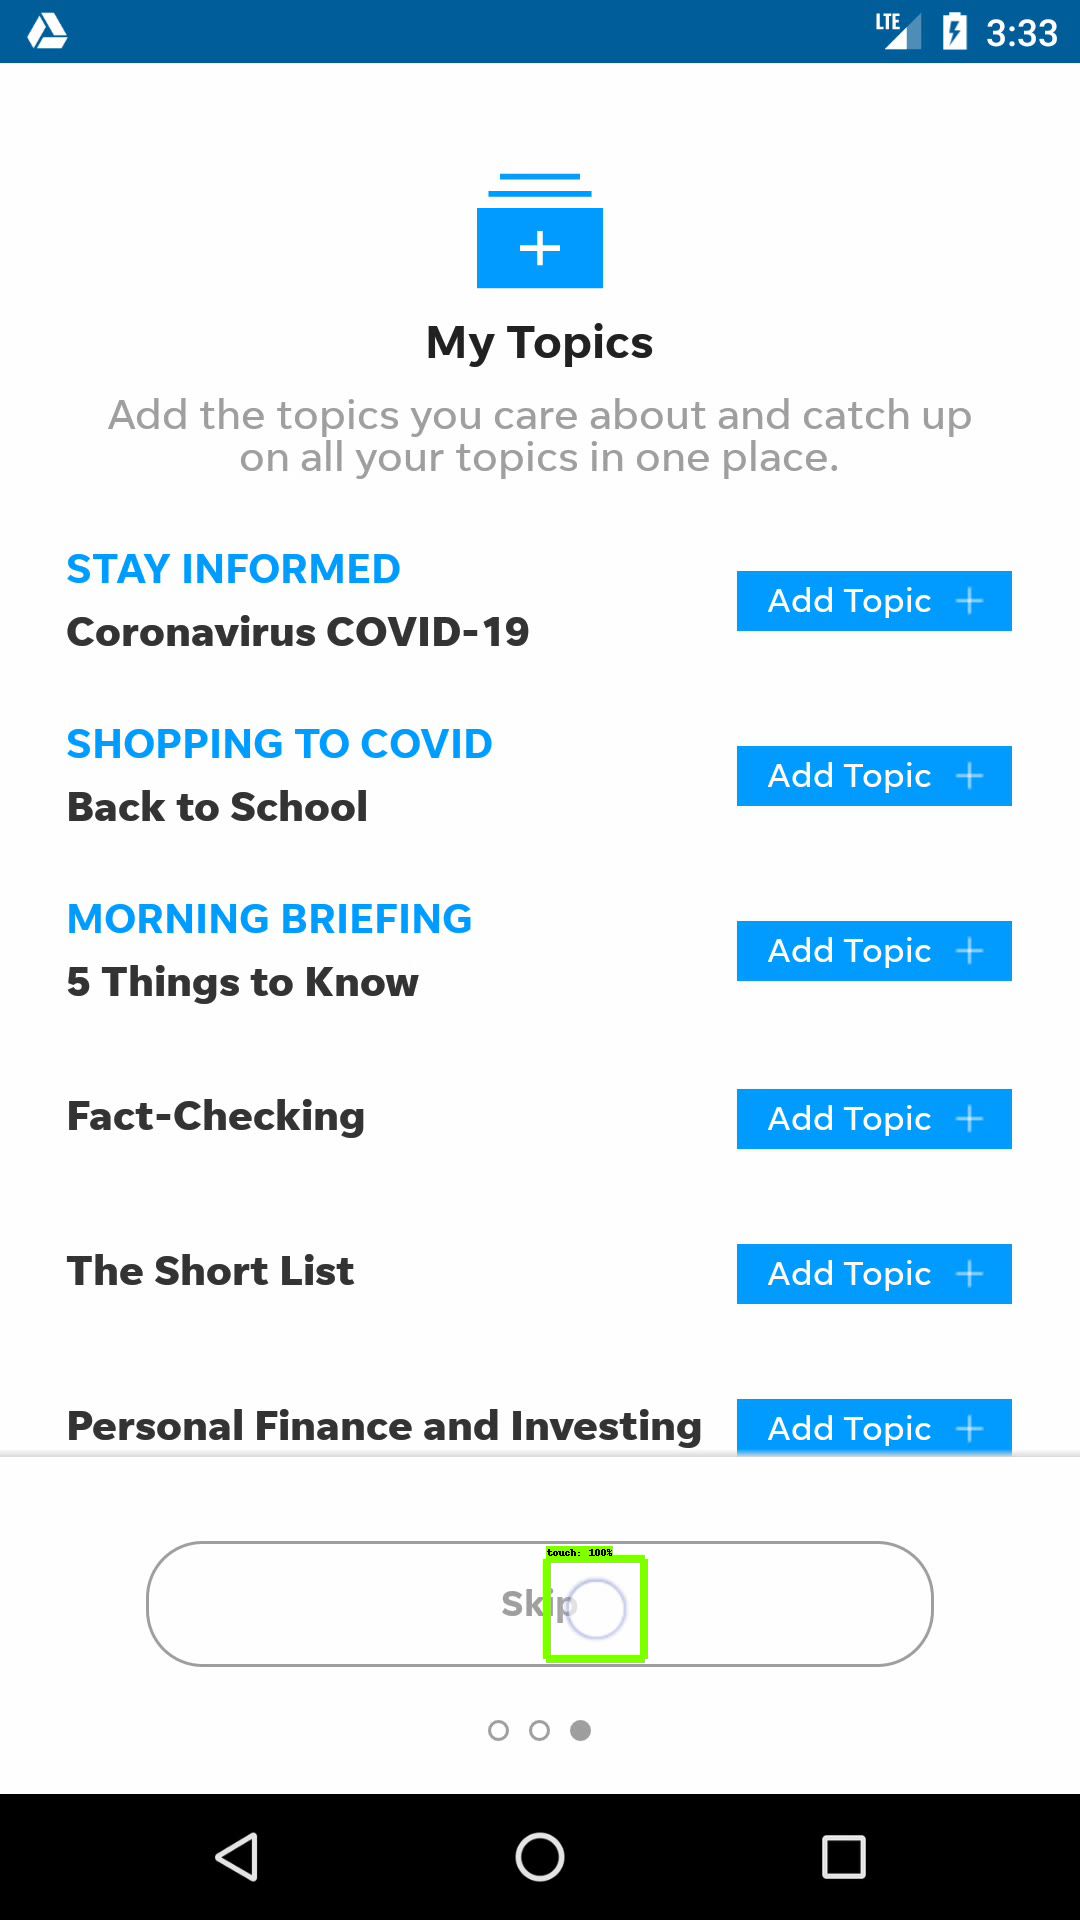 LTE 3:33
My Topics
Add the topics you care about and catch up
on all your topics in one place.
STAY INFORMED
Coronavirus COVID-19
Add Topic
SHOPPING TO COVID
Back to School
Add Topic
MORNING BRIEFING
5 Things to Know
Add Topic
Fact-Checking
Add Topic
The Short List
Add Topic
Personal Finance and Investing
Add Topic
touch: 100%
Skip